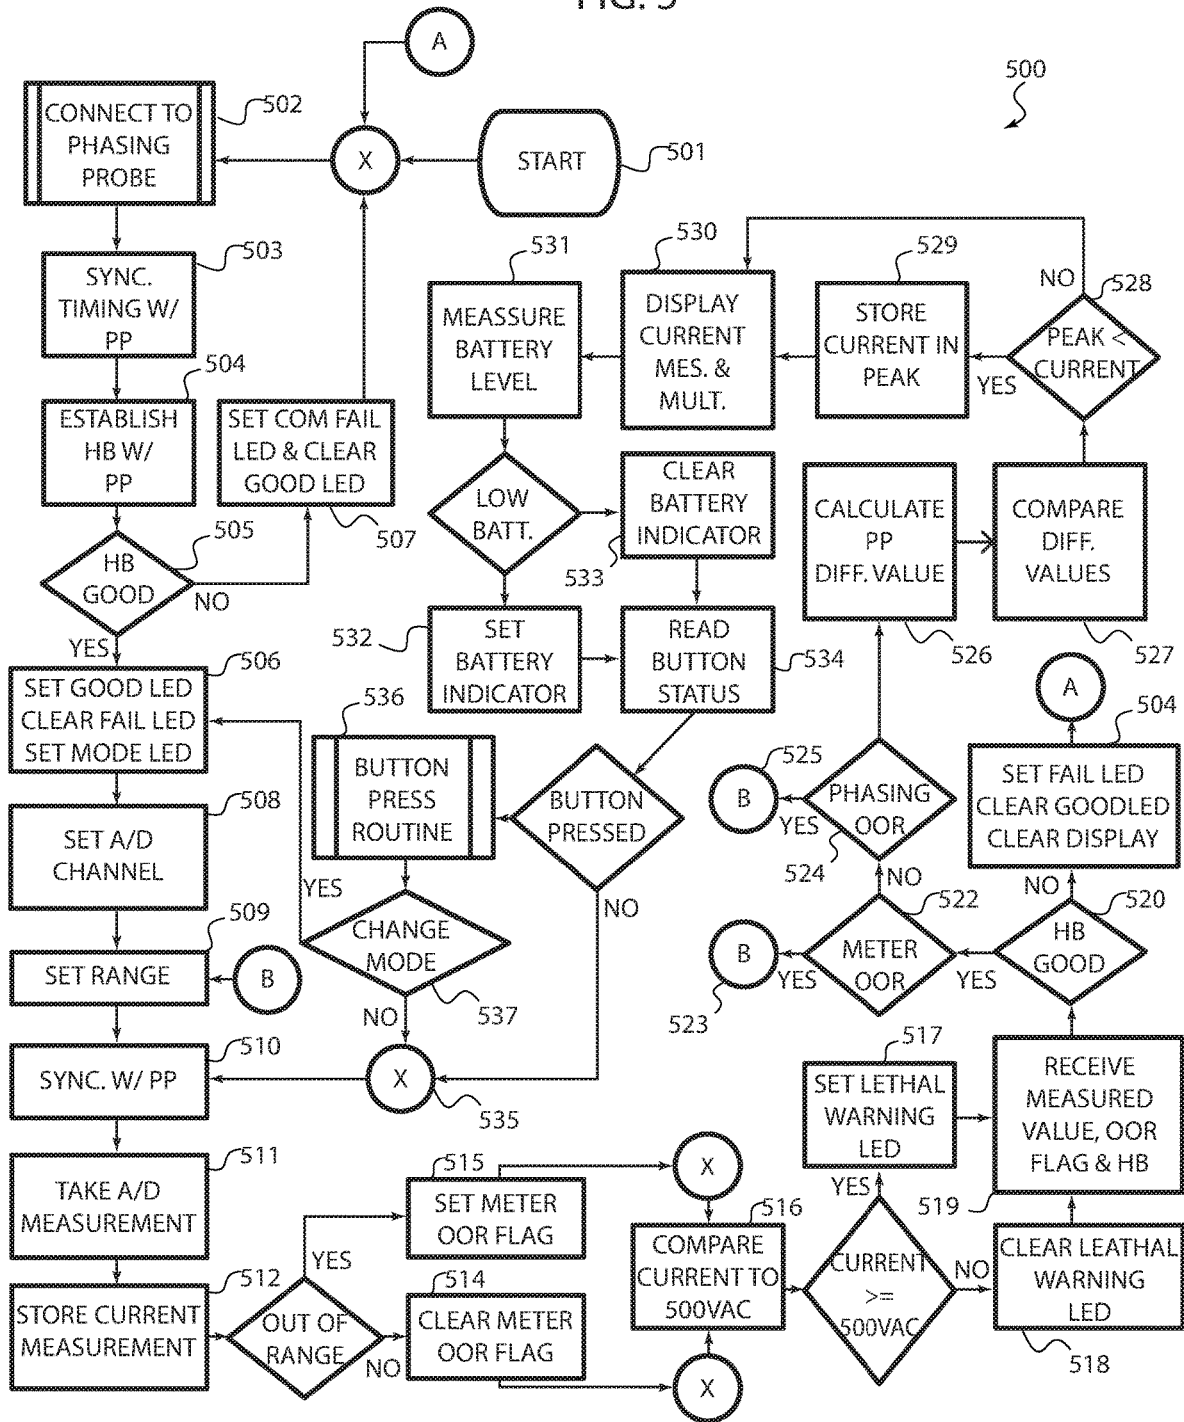 FIG. 5
A
500
CONNECT TO
PHASING
PROBE
502
X
START
501
SYNC.
TIMING W/
PP
503
504
ESTABLISH
HB W/
PP
SET COM FAIL
LED & CLEAR
GOOD LED
507
HB
GOOD
505
NO
YES
506
SET GOOD LED
CLEAR FAIL LED
SET MODE LED
508
SET A/D
CHANNEL
509
SET RANGE
B
510
SYNC. W/ PP
511
TAKE A/D
MEASUREMENT
512
STORE CURRENT
MEASUREMENT
OUT OF
RANGE
YES
NO
515
SET METER
OOR FLAG
514
CLEAR METER
OOR FLAG
X
X
516
COMPARE
CURRENT TO
500VAC
CURRENT
>=
500VAC
YES
NO
517
SET LETHAL
WARNING
LED
CLEAR LEATHAL
WARNING
LED
518
519
RECEIVE
MEASURED
VALUE, OOR
FLAG & HB
HB
GOOD
520
NO
YES
504
SET FAIL LED
CLEAR GOODLED
CLEAR DISPLAY
A
METER
OOR
522
NO
YES
B
523
PHASING
OOR
524
YES
B
525
CALCULATE
PP
DIFF. VALUE
526
COMPARE
DIFF.
VALUES
527
PEAK <
CURRENT
528
NO
YES
529
STORE
CURRENT IN
PEAK
530
DISPLAY
CURRENT
MES. &
MULT.
531
MEASSURE
BATTERY
LEVEL
LOW
BATT.
CLEAR
BATTERY
INDICATOR
533
532
SET
BATTERY
INDICATOR
READ
BUTTON
STATUS
534
BUTTON
PRESSED
NO
536
BUTTON
PRESS
ROUTINE
CHANGE
MODE
537
YES
NO
X
535